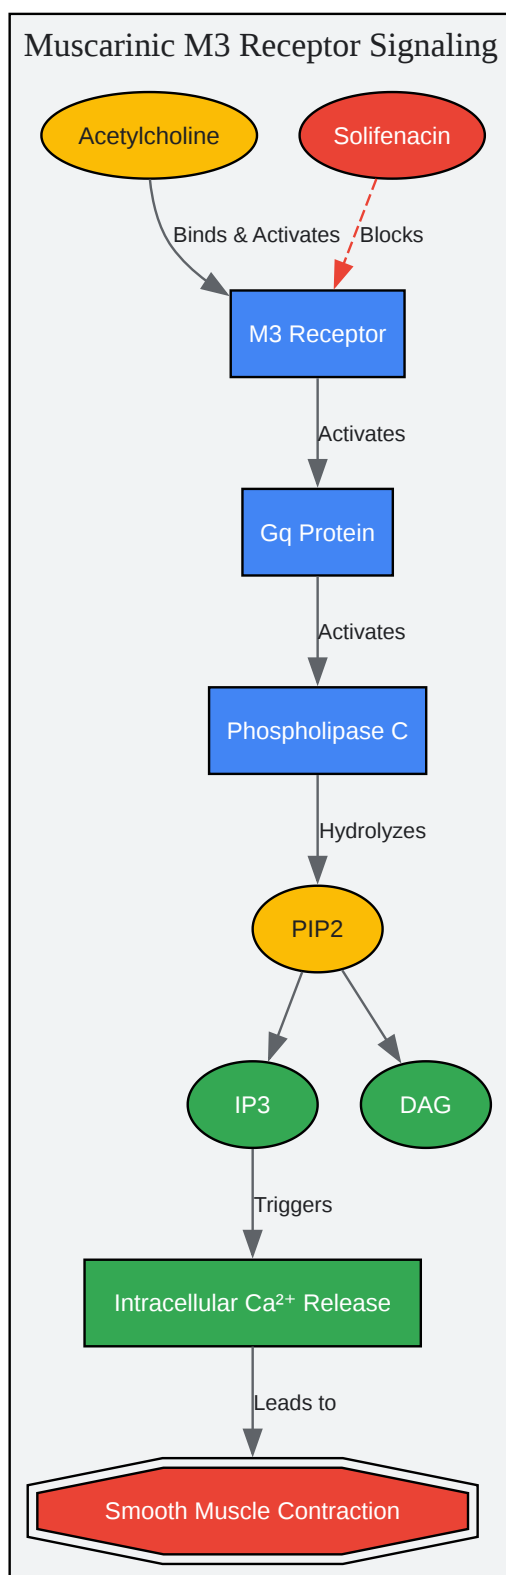 Muscarinic M3 Receptor Signaling
Acetylcholine
Solifenacin
Binds & Activates
Blocks
M3 Receptor
Activates
Gq Protein
Activates
Phospholipase C
Hydrolyzes
PIP2
IP3
DAG
Triggers
Intracellular Ca²⁺ Release
Leads to
Smooth Muscle Contraction